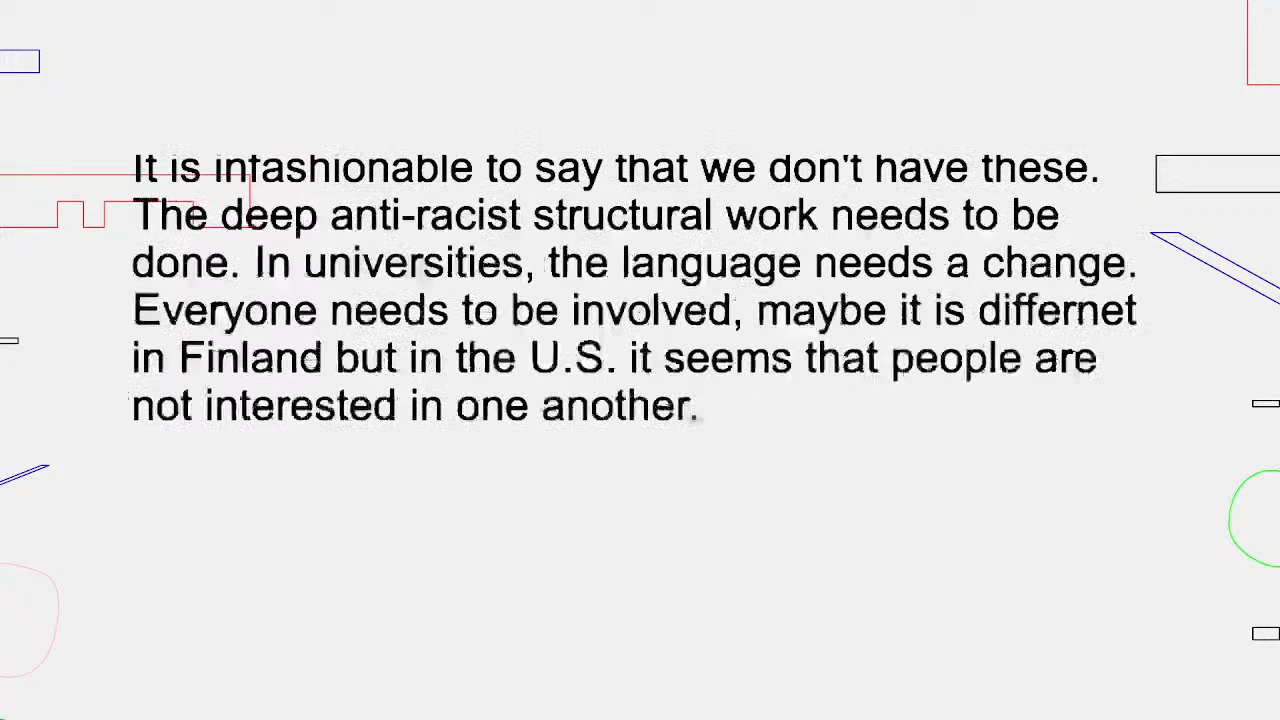 It is infashionable to say that we don't have these.
The deep anti-racist structural work needs to be
done. In universities, the language needs a change.
Everyone needs to be involved, maybe it is differnet
in Finland but in the U.S. it seems that people are
not interested in one another.